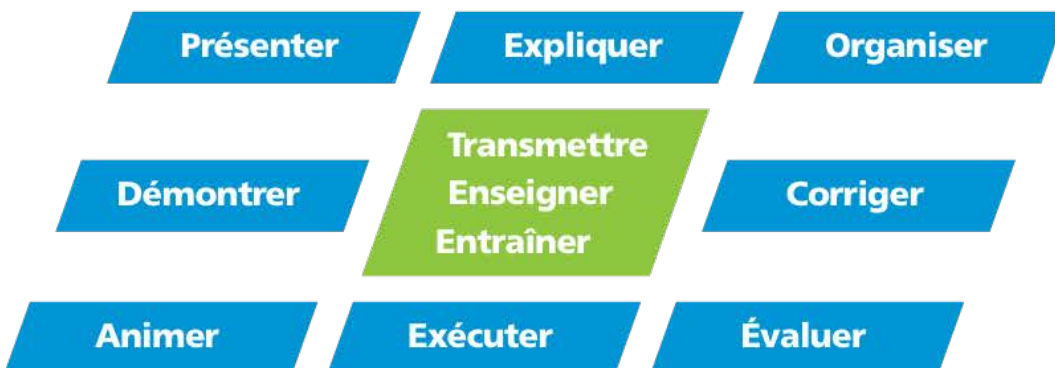 Présenter
Expliquer
Organiser
Transmettre
Enseigner
Entraîner
Démontrer
Corriger
Animer
Exécuter
Évaluer